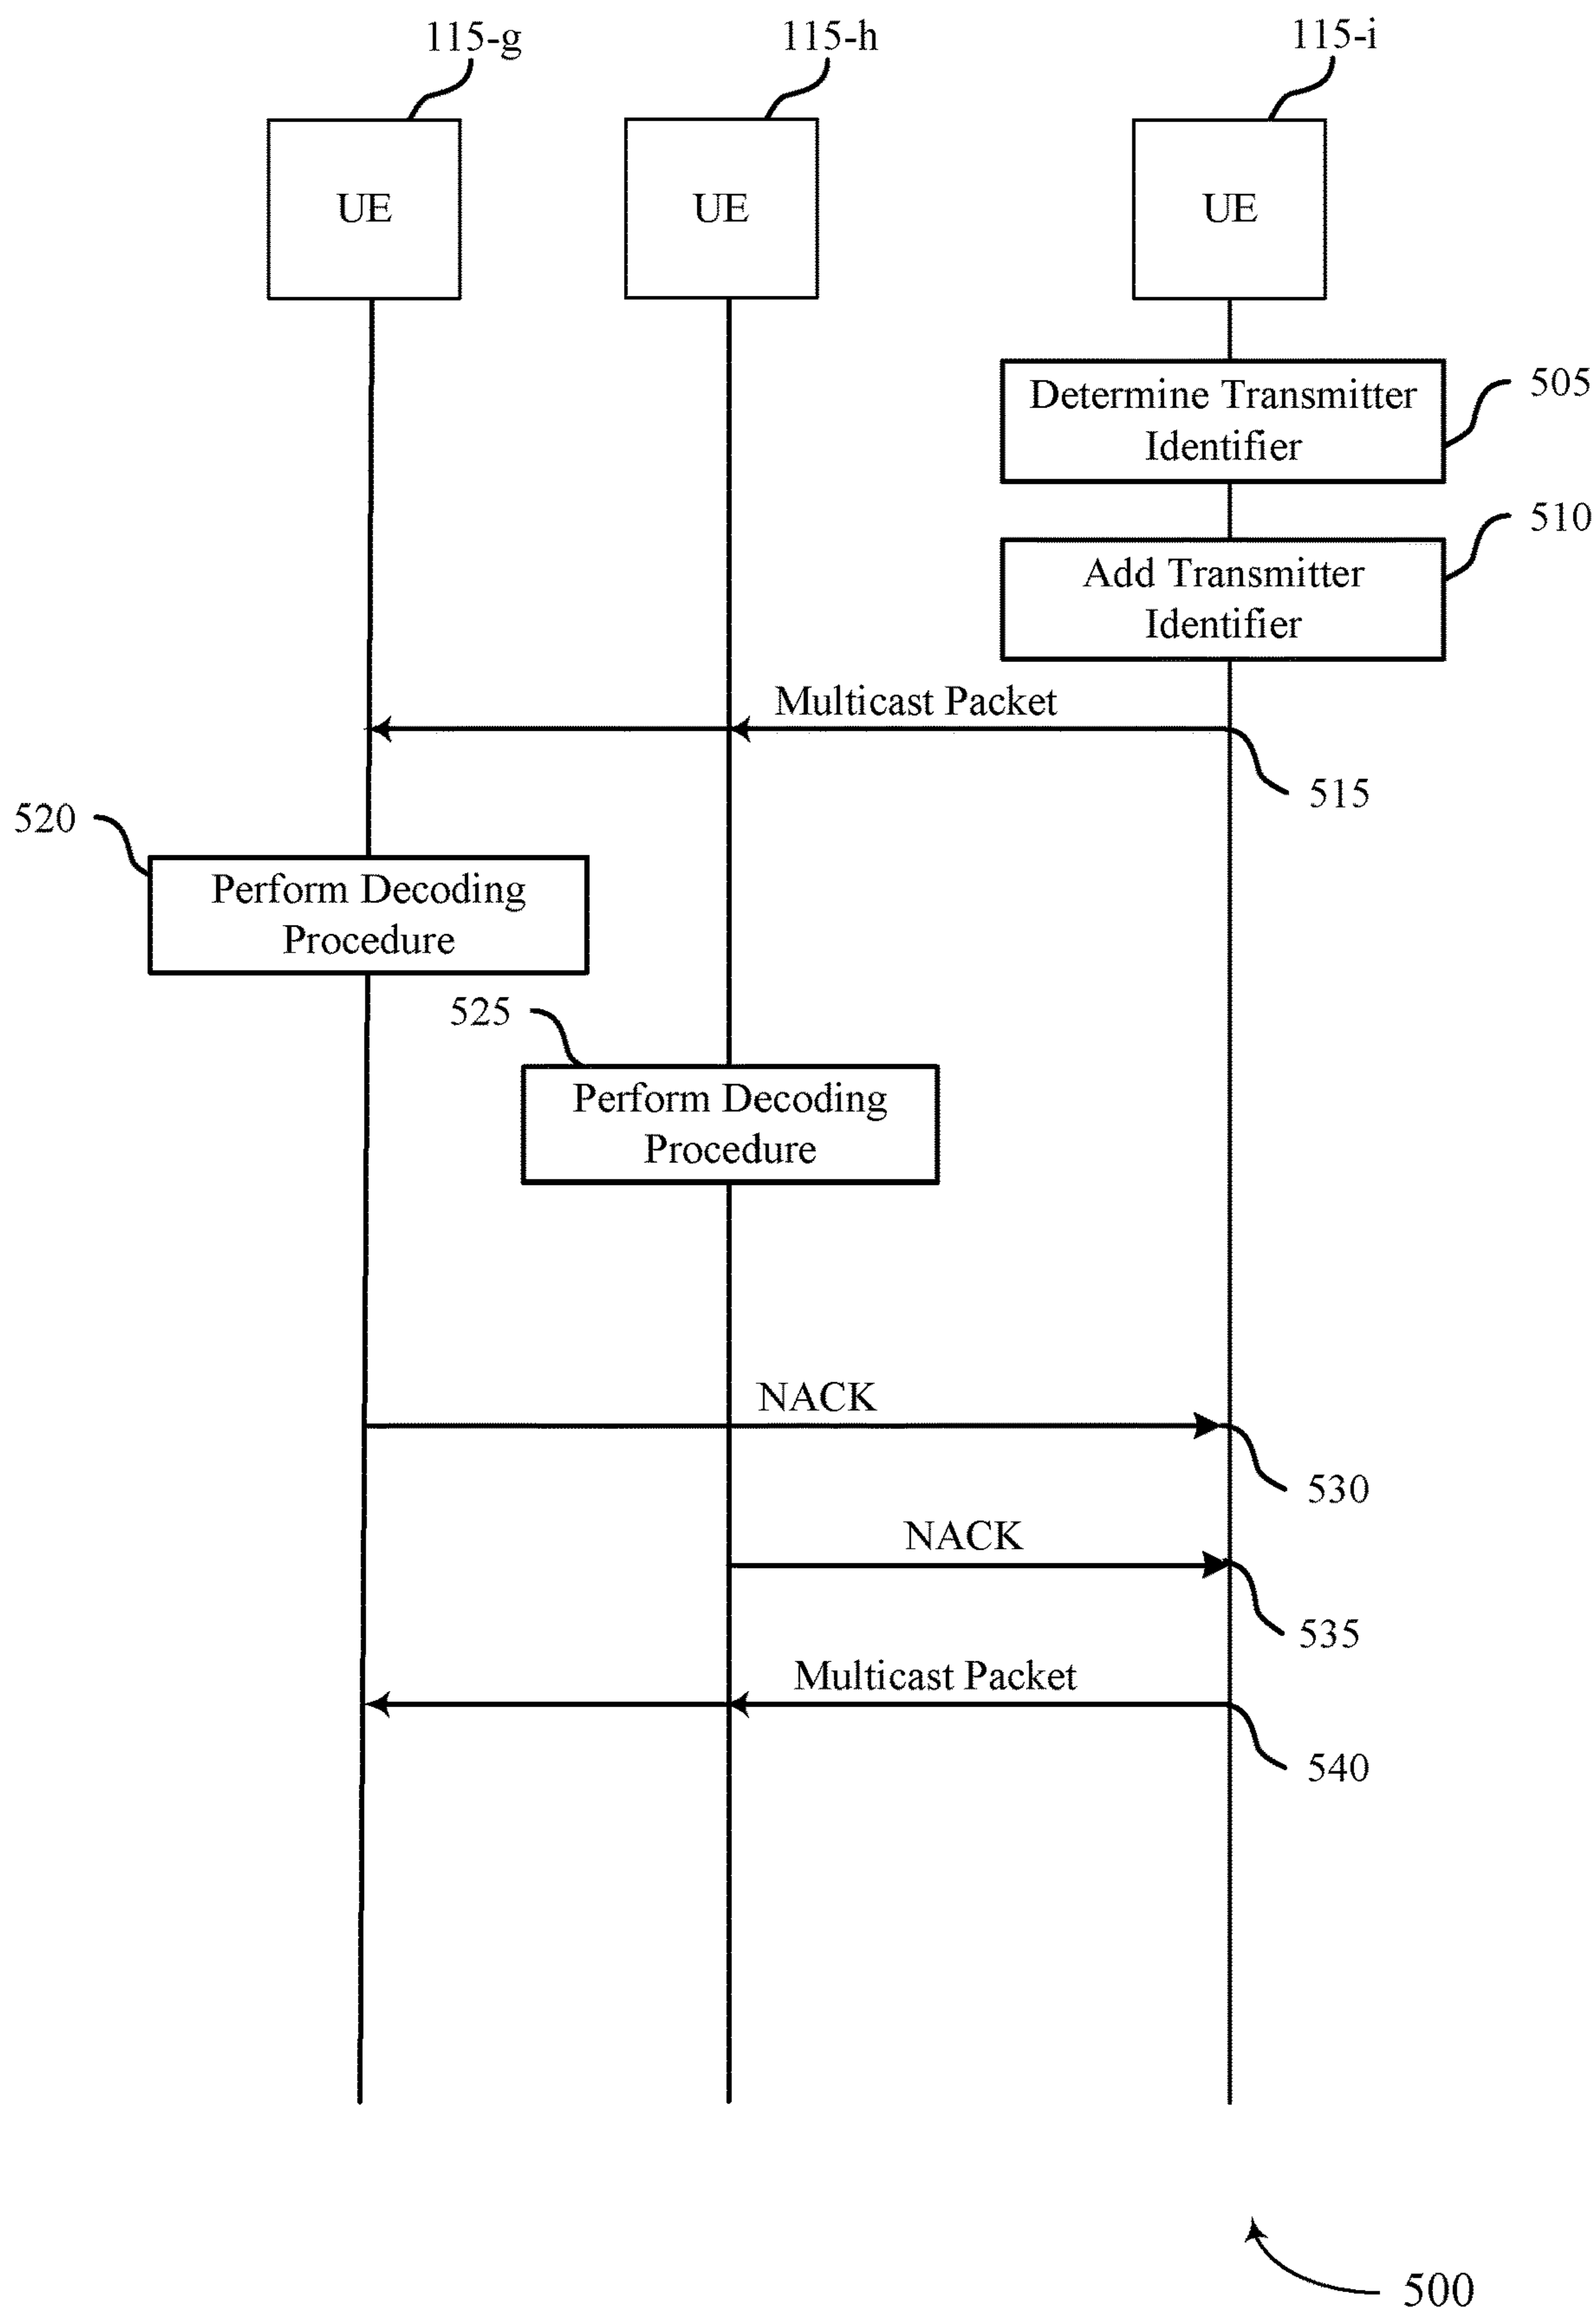 115-g
115-h
115-i
UE
UE
UE
Determine Transmitter
Identifier
505
Add Transmitter
Identifier
510
Multicast Packet
515
520
Perform Decoding
Procedure
525
Perform Decoding
Procedure
NACK
530
NACK
535
Multicast Packet
540
500